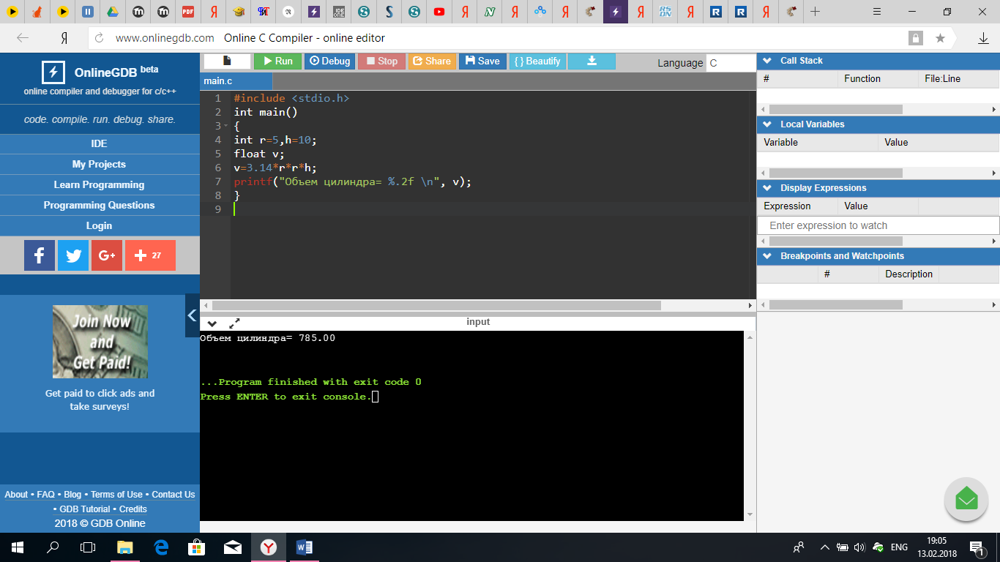 www.onlinegdb.com Online C Compiler - online editor
OnlineGDB beta
online compiler and debugger for c/c++
code. compile. run. debug. share.
IDE
My Projects
Learn Programming
Programming Questions
Login
27
Join Now
and
Get Paid!
Get paid to click ads and
take surveys!
About • FAQ • Blog • Terms of Use • Contact Us
• GDB Tutorial • Credits
2018 © GDB Online
Run Debug Stop Share Save { } Beautify Language C
main.c
1 #include <stdio.h>
2 int main()
3 {
4 int r=5,h=10;
5 float v;
6 v=3.14*r*r*h;
7 printf("Объем цилиндра= %.2f \n", v);
8 }
9
input
Объем цилиндра= 785.00
...Program finished with exit code 0
Press ENTER to exit console.
Call Stack
# Function File:Line
Local Variables
Variable Value
Display Expressions
Expression Value
Enter expression to watch
Breakpoints and Watchpoints
# Description
ENG
19:05
13.02.2018
1